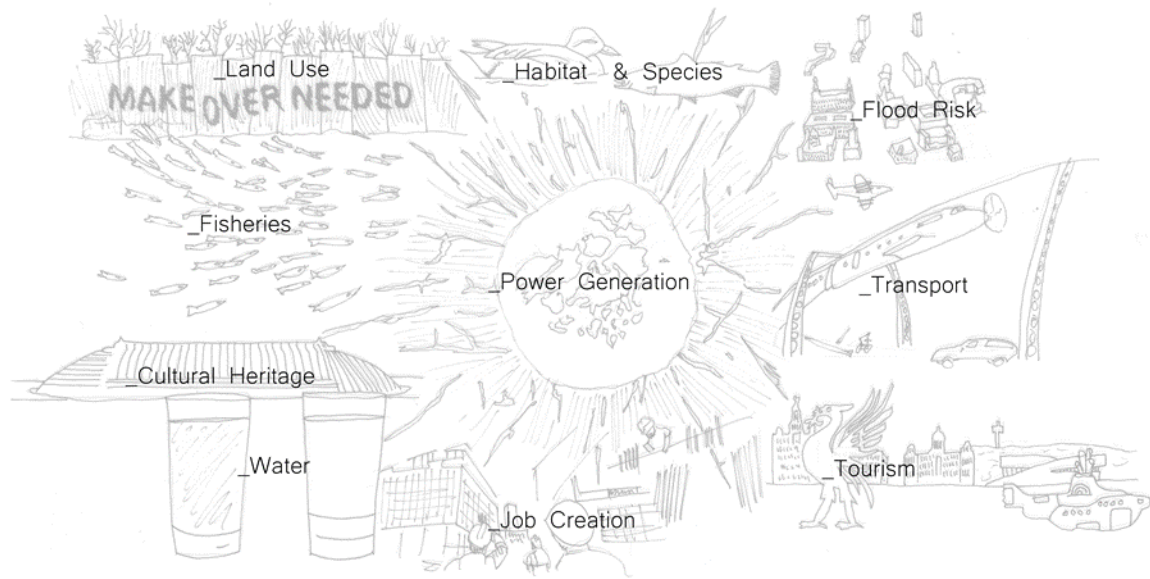 _Land Use
MAKE OVER NEEDED
_Habitat & Species
_Flood Risk
_Fisheries
_Power Generation
_Transport
_Cultural Heritage
_Water
_Tourism
_Job Creation